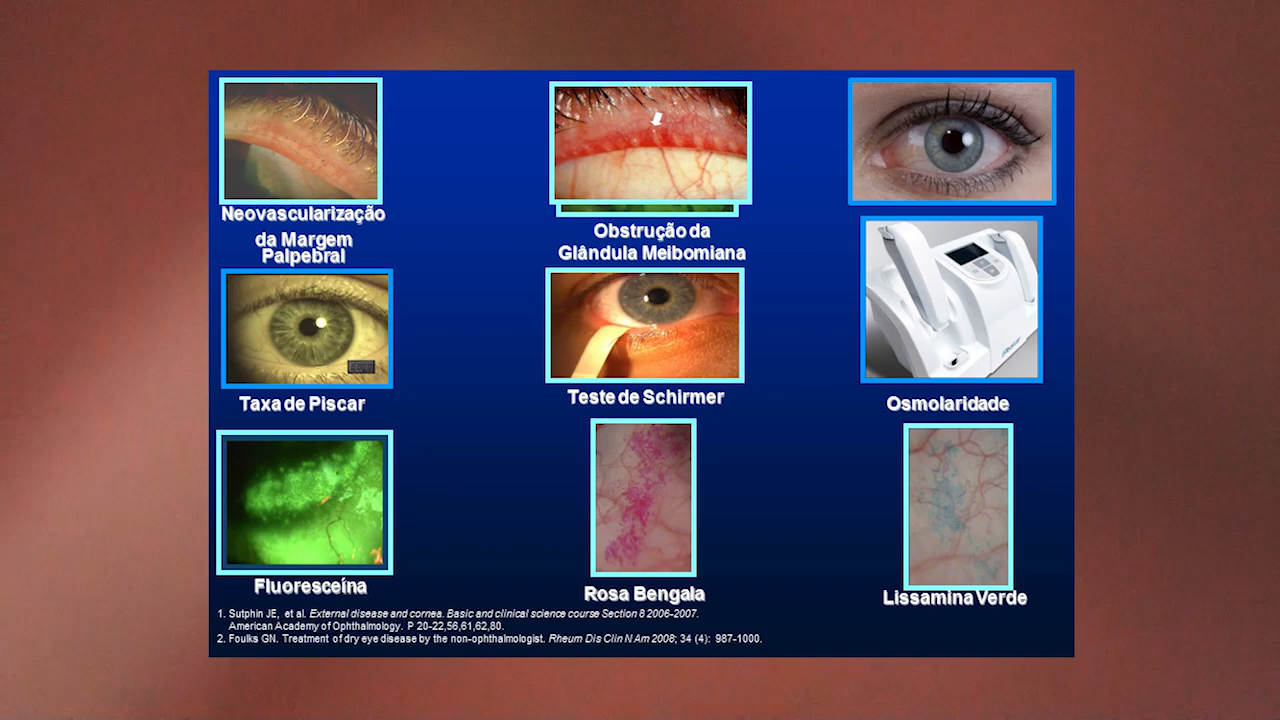 Neovascularização
da Margem
Palpebral
Obstrução da
Glândula Meibomiana
Taxa de Piscar
Teste de Schirmer
Osmolaridade
Fluoresceína
Rosa Bengala
Lissamina Verde
1. Sutphin JE, et al. External disease and cornea. Basic and clinical science course Section 8 2006-2007.
American Academy of Ophthalmology. P 20-22,56,61,62,80.
2. Foulks GN. Treatment of dry eye disease by the non-ophthalmologist. Rheum Dis Clin N Am 2008; 34 (4): 987-1000.